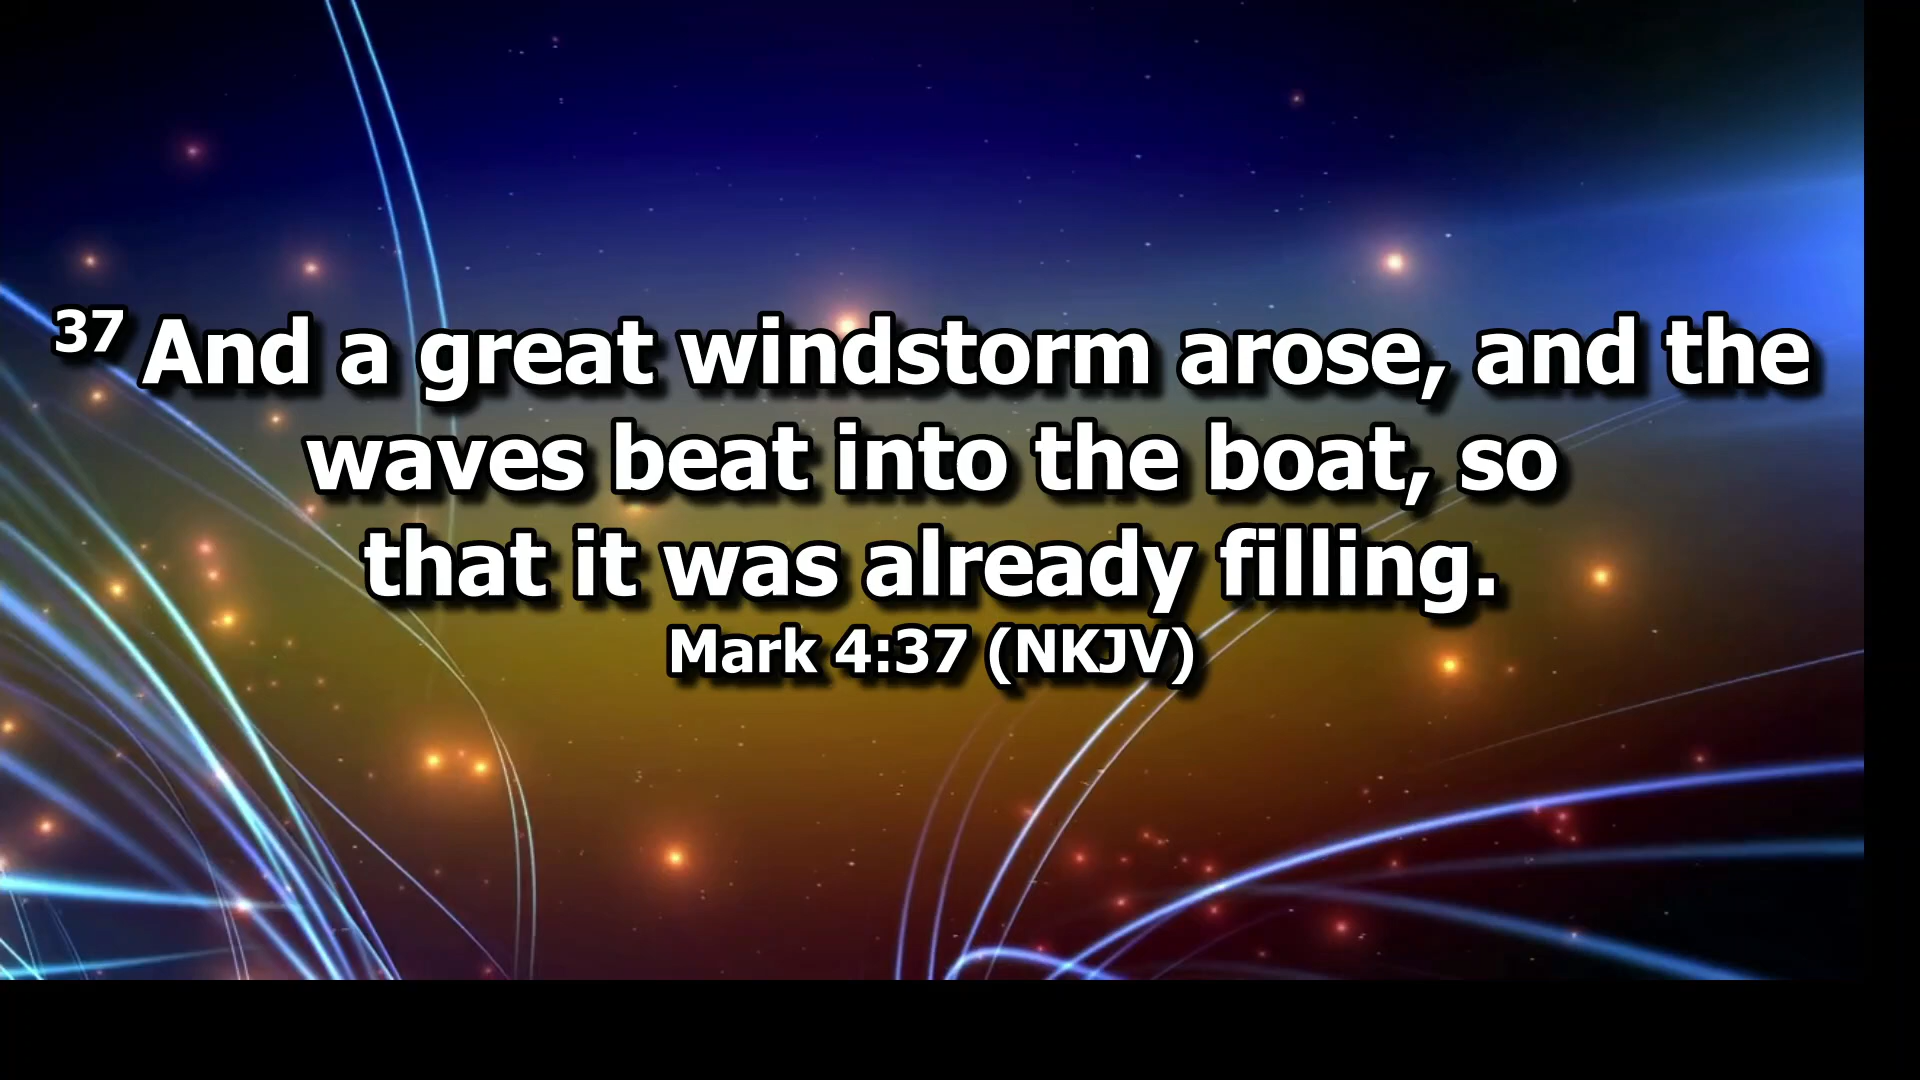 37 And a great windstorm arose, and the
waves beat into the boat, so
that it was already filling.
Mark 4:37 (NKJV)